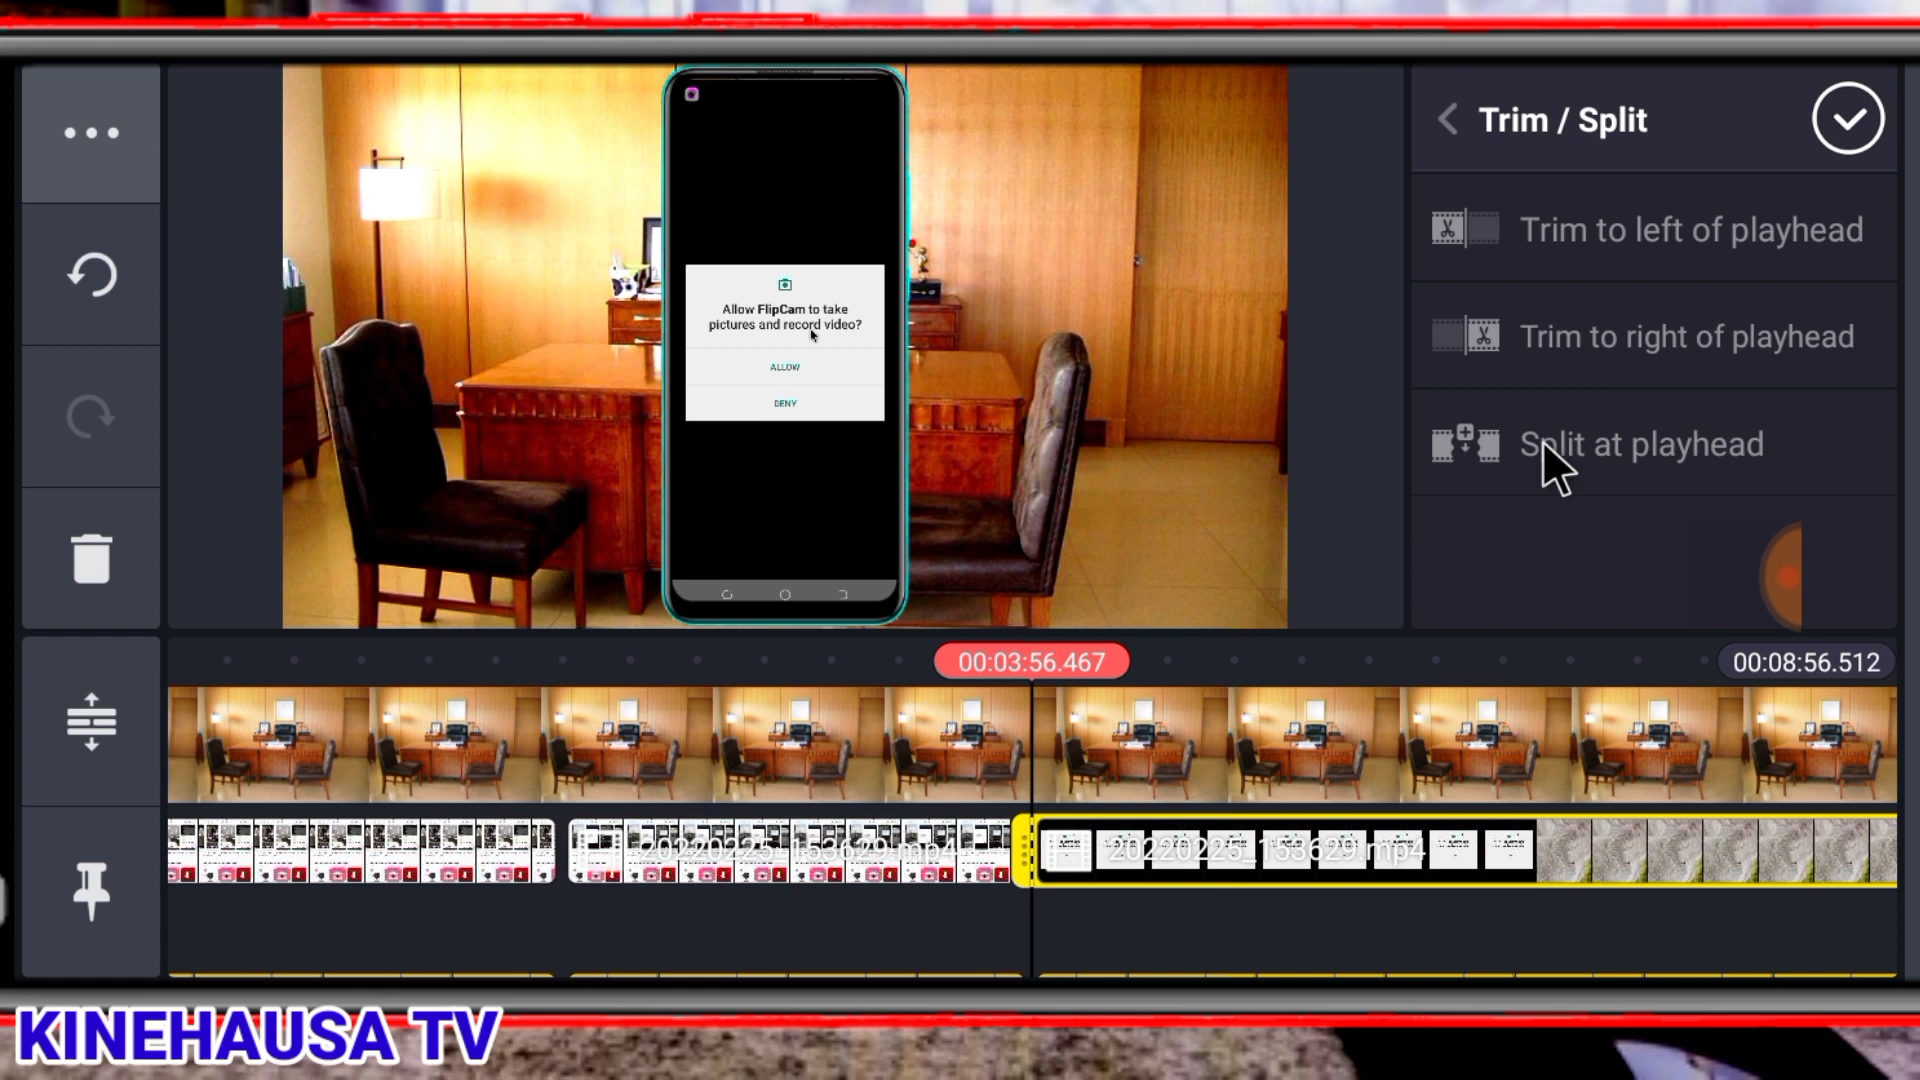 Trim / Split
Trim to left of playhead
Trim to right of playhead
Split at playhead
Allow FlipCam to take
pictures and record video?
ALLOW
DENY
00:03:56.467
00:08:56.512
20220225_153629.mp4
20220225_153629.mp4
KINEHAUSA TV